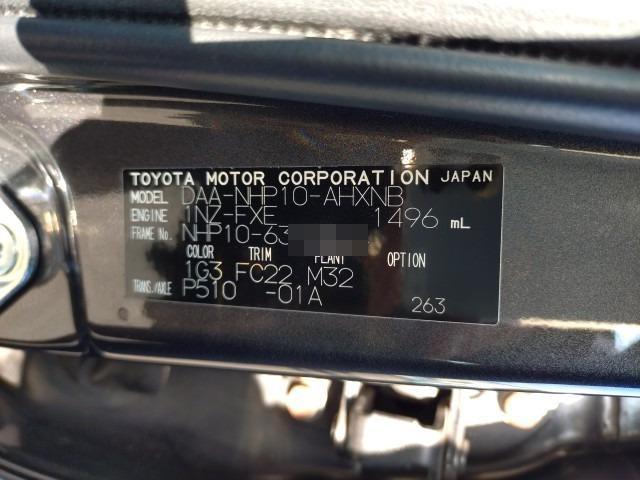 TOYOTA MOTOR CORPORATION JAPAN
MODEL DAA-NHP10-AHXNB
ENGINE 1NZ-FXE 1496 mL
FRAME No. NHP10-63
COLOR TRIM PLANT OPTION
1G3 FC22 M32
TRANS./AXLE P510 -01A
263